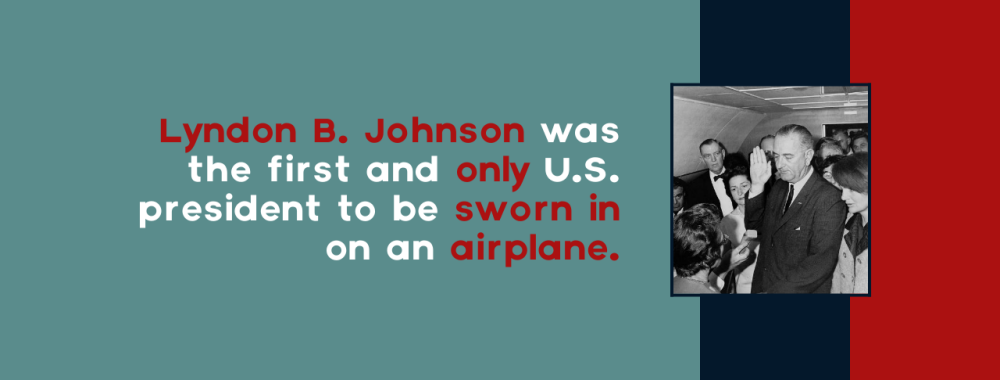 Lyndon B. Johnson was
the first and only U.S.
president to be sworn in
on an airplane.